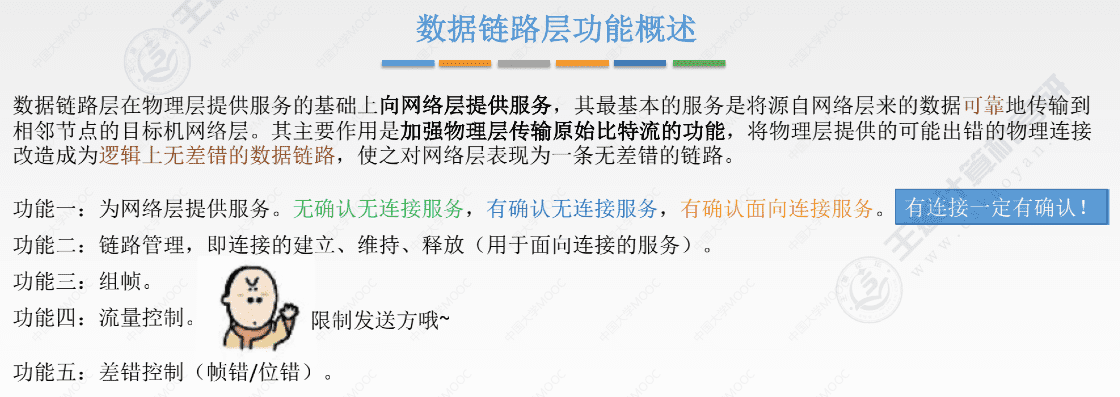 数据链路层功能概述
数据链路层在物理层提供服务的基础上向网络层提供服务，其最基本的服务是将源自网络层来的数据可靠地传输到
相邻节点的目标机网络层。其主要作用是加强物理层传输原始比特流的功能，将物理层提供的可能出错的物理连接
改造成为逻辑上无差错的数据链路，使之对网络层表现为一条无差错的链路。
功能一：为网络层提供服务。无确认无连接服务，有确认无连接服务，有确认面向连接服务。 有连接一定有确认！
功能二：链路管理，即连接的建立、维持、释放（用于面向连接的服务）。
功能三：组帧。
功能四：流量控制。 限制发送方哦~
功能五：差错控制（帧错/位错）。